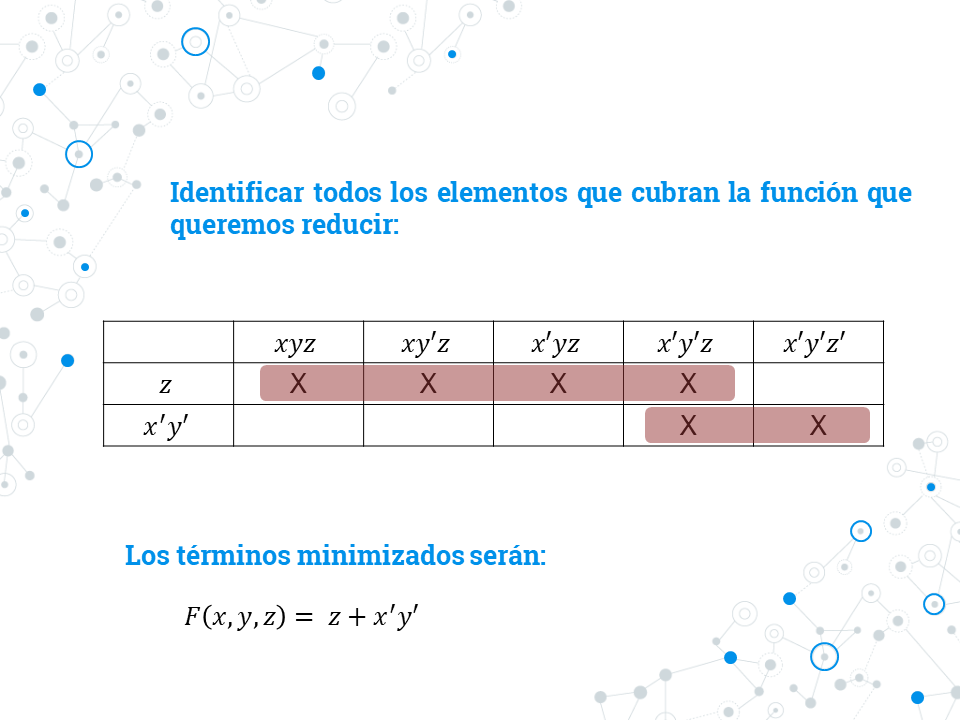 Identificar todos los elementos que cubran la función que
queremos reducir:
xyz xy′z x′yz x′y′z x′y′z′
z X X X X
x′y′ X X
Los términos minimizados serán:
F(x, y, z) = z + x′y′